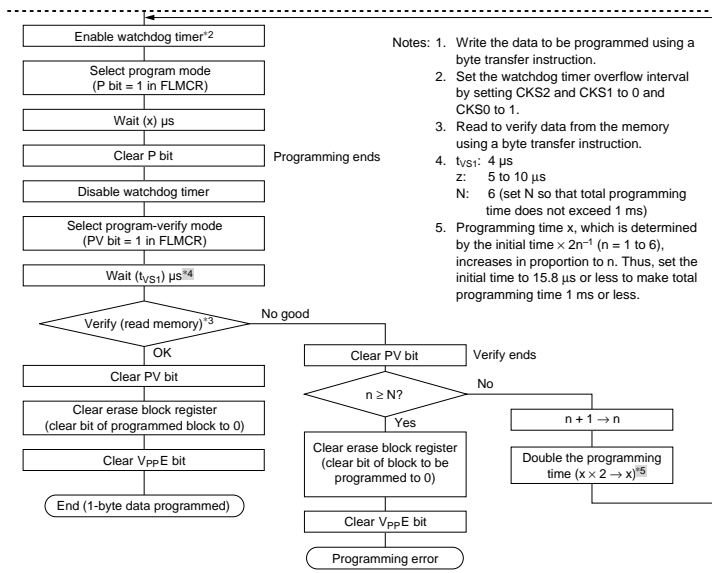 Enable watchdog timer*2
Select program mode
(P bit = 1 in FLMCR)
Wait (x) μs
Clear P bit
Programming ends
Disable watchdog timer
Select program-verify mode
(PV bit = 1 in FLMCR)
Wait (tVS1) μs*4
Verify (read memory)*3
No good
OK
Clear PV bit
Clear erase block register
(clear bit of programmed block to 0)
Clear VPPE bit
End (1-byte data programmed)
Clear PV bit
Verify ends
n ≥ N?
No
Yes
Clear erase block register
(clear bit of block to be
programmed to 0)
Clear VPPE bit
Programming error
n + 1 → n
Double the programming
time (x × 2 → x)*5
Notes: 1. Write the data to be programmed using a
byte transfer instruction.
2. Set the watchdog timer overflow interval
by setting CKS2 and CKS1 to 0 and
CKS0 to 1.
3. Read to verify data from the memory
using a byte transfer instruction.
4. tVS1: 4 μs
z: 5 to 10 μs
N: 6 (set N so that total programming
time does not exceed 1 ms)
5. Programming time x, which is determined
by the initial time × 2n–1 (n = 1 to 6),
increases in proportion to n. Thus, set the
initial time to 15.8 μs or less to make total
programming time 1 ms or less.